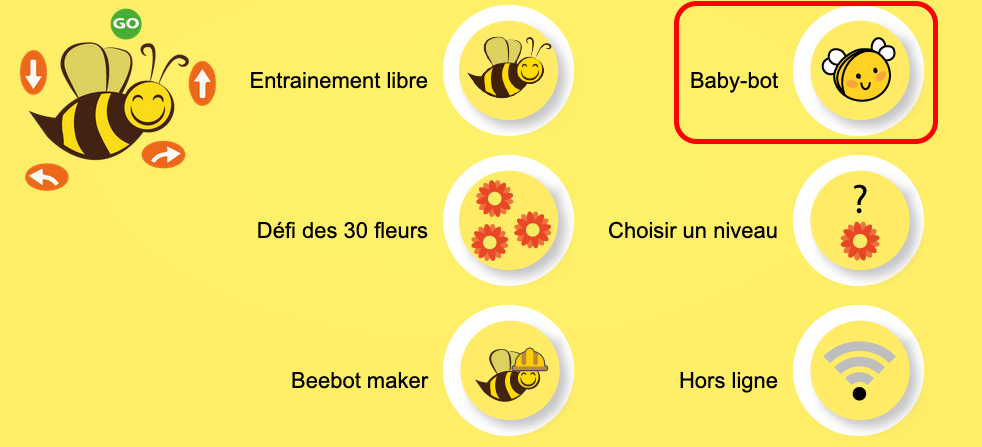 GO
Entrainement libre
Baby-bot
Défi des 30 fleurs
Choisir un niveau
?
Beebot maker
Hors ligne